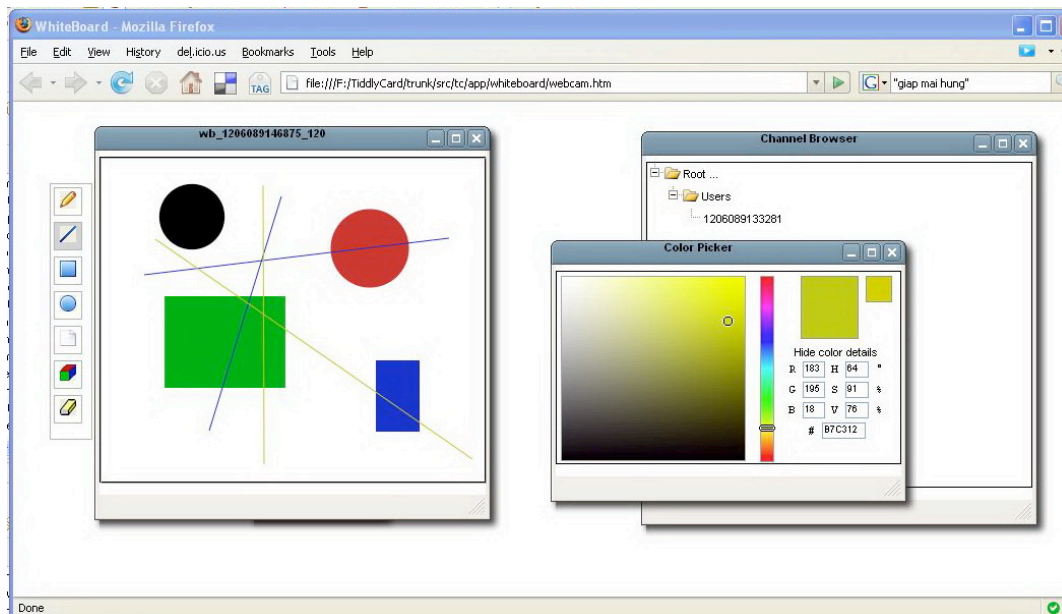 WhiteBoard - Mozilla Firefox
File Edit View History del.icio.us Bookmarks Tools Help
TAG file:///F:/TiddlyCard/trunk/src/tc/app/whiteboard/webcam.htm G "giap mai hung"
wb_1206089146875_120
Channel Browser
Root ...
Users
1206089133281
Color Picker
Hide color details
R 183 H 64 °
G 195 S 91 %
B 18 V 76 %
# B7C312
Done